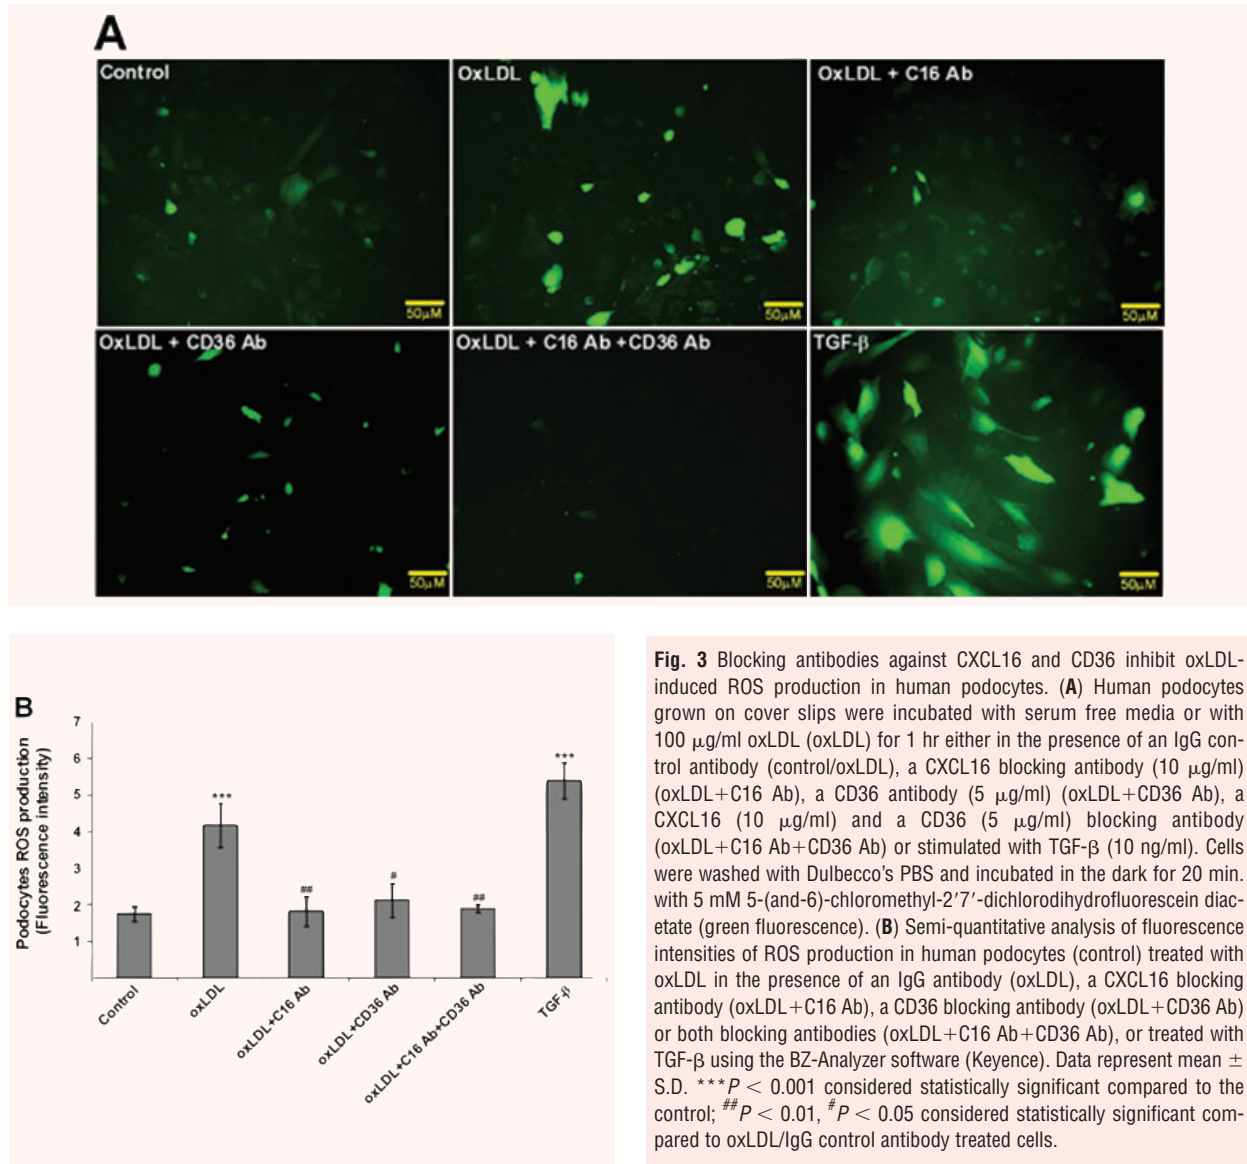 A
Control
OxLDL
OxLDL + C16 Ab
50µM
50µM
50µM
OxLDL + CD36 Ab
OxLDL + C16 Ab +CD36 Ab
TGF-β
50µM
50µM
50µM
B
Podocytes ROS production
(Fluorescence intensity)
7
6
5
4
3
2
1
***
##
#
##
***
Control
oxLDL
oxLDL+C16 Ab
oxLDL+CD36 Ab
oxLDL+C16 Ab+CD36 Ab
TGF-β
Fig. 3 Blocking antibodies against CXCL16 and CD36 inhibit oxLDL-
induced ROS production in human podocytes. (A) Human podocytes
grown on cover slips were incubated with serum free media or with
100 µg/ml oxLDL (oxLDL) for 1 hr either in the presence of an IgG con-
trol antibody (control/oxLDL), a CXCL16 blocking antibody (10 µg/ml)
(oxLDL+C16 Ab), a CD36 antibody (5 µg/ml) (oxLDL+CD36 Ab), a
CXCL16 (10 µg/ml) and a CD36 (5 µg/ml) blocking antibody
(oxLDL+C16 Ab+CD36 Ab) or stimulated with TGF-β (10 ng/ml). Cells
were washed with Dulbecco's PBS and incubated in the dark for 20 min.
with 5 mM 5-(and-6)-chloromethyl-2′7′-dichlorodihydrofluorescein diac-
etate (green fluorescence). (B) Semi-quantitative analysis of fluorescence
intensities of ROS production in human podocytes (control) treated with
oxLDL in the presence of an IgG antibody (oxLDL), a CXCL16 blocking
antibody (oxLDL+C16 Ab), a CD36 blocking antibody (oxLDL+CD36 Ab)
or both blocking antibodies (oxLDL+C16 Ab+CD36 Ab), or treated with
TGF-β using the BZ-Analyzer software (Keyence). Data represent mean ±
S.D. ***P < 0.001 considered statistically significant compared to the
control; ##P < 0.01, #P < 0.05 considered statistically significant com-
pared to oxLDL/IgG control antibody treated cells.